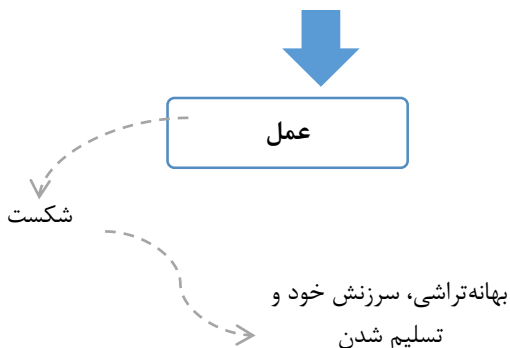 عمل
شکست
بهانه‌تراشی، سرزنش خود و
تسلیم شدن